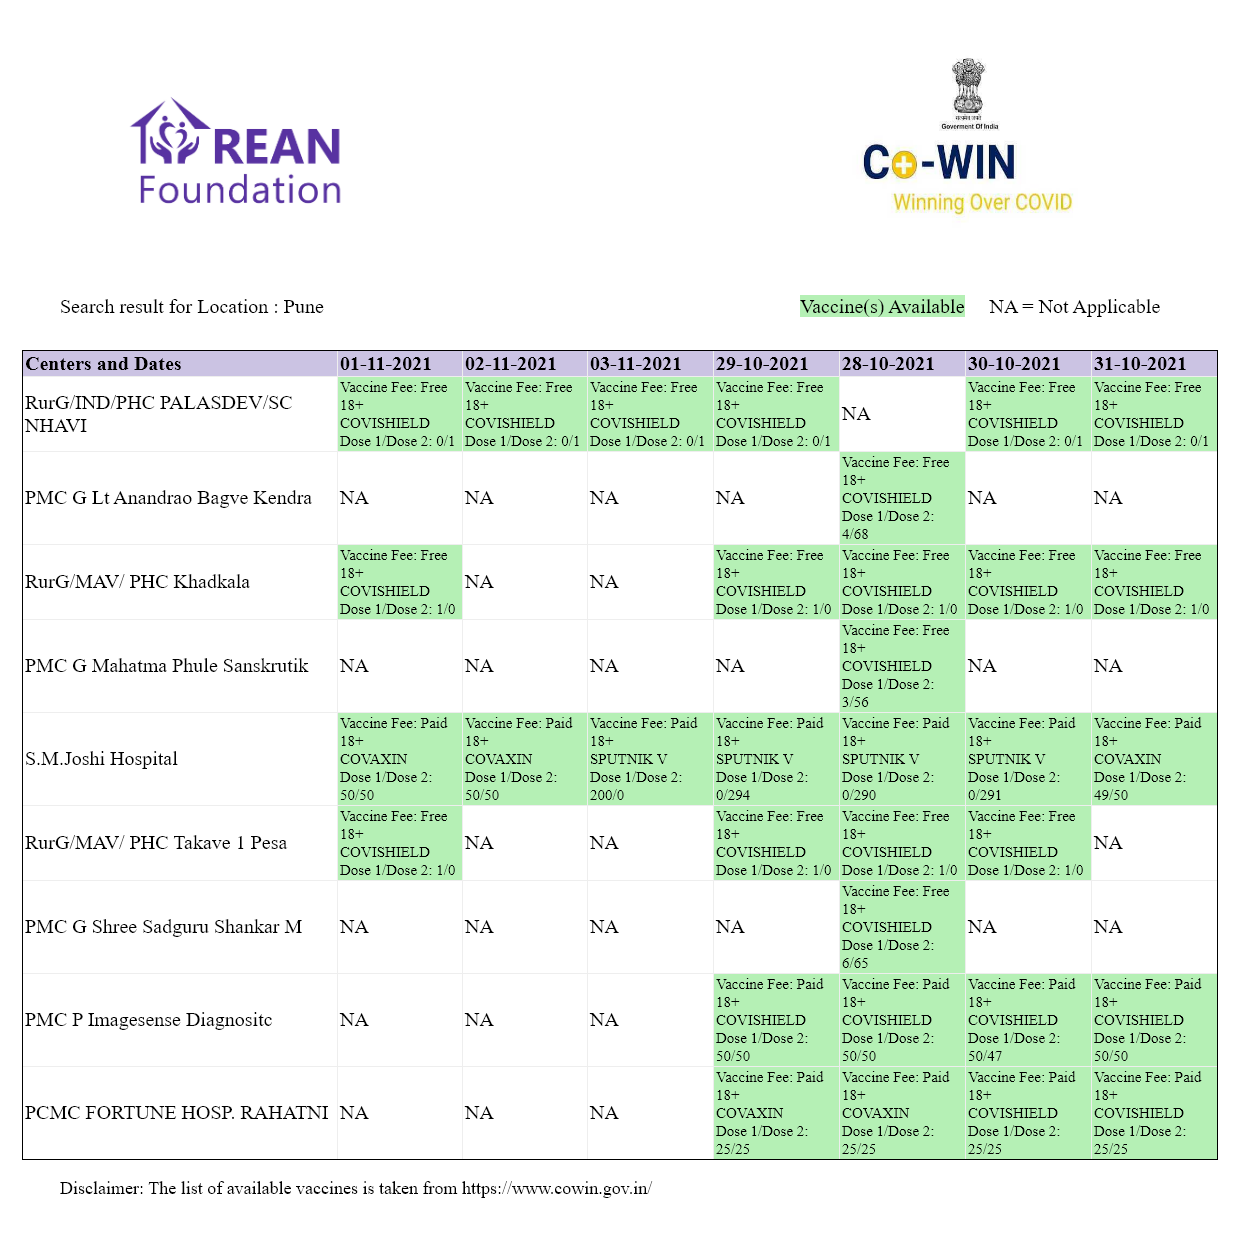 REAN
Foundation
सत्यमेव जयते
Goverment Of India
Co-WIN
Winning Over COVID
Search result for Location : Pune
Vaccine(s) Available
NA = Not Applicable
Centers and Dates
01-11-2021
02-11-2021
03-11-2021
29-10-2021
28-10-2021
30-10-2021
31-10-2021
RurG/IND/PHC PALASDEV/SC
NHAVI
Vaccine Fee: Free
18+
COVISHIELD
Dose 1/Dose 2: 0/1
Vaccine Fee: Free
18+
COVISHIELD
Dose 1/Dose 2: 0/1
Vaccine Fee: Free
18+
COVISHIELD
Dose 1/Dose 2: 0/1
Vaccine Fee: Free
18+
COVISHIELD
Dose 1/Dose 2: 0/1
NA
Vaccine Fee: Free
18+
COVISHIELD
Dose 1/Dose 2: 0/1
Vaccine Fee: Free
18+
COVISHIELD
Dose 1/Dose 2: 0/1
PMC G Lt Anandrao Bagve Kendra
NA
NA
NA
NA
Vaccine Fee: Free
18+
COVISHIELD
Dose 1/Dose 2:
4/68
NA
NA
RurG/MAV/ PHC Khadkala
Vaccine Fee: Free
18+
COVISHIELD
Dose 1/Dose 2: 1/0
NA
NA
Vaccine Fee: Free
18+
COVISHIELD
Dose 1/Dose 2: 1/0
Vaccine Fee: Free
18+
COVISHIELD
Dose 1/Dose 2: 1/0
Vaccine Fee: Free
18+
COVISHIELD
Dose 1/Dose 2: 1/0
Vaccine Fee: Free
18+
COVISHIELD
Dose 1/Dose 2: 1/0
PMC G Mahatma Phule Sanskrutik
NA
NA
NA
NA
Vaccine Fee: Free
18+
COVISHIELD
Dose 1/Dose 2:
3/56
NA
NA
S.M.Joshi Hospital
Vaccine Fee: Paid
18+
COVAXIN
Dose 1/Dose 2:
50/50
Vaccine Fee: Paid
18+
COVAXIN
Dose 1/Dose 2:
50/50
Vaccine Fee: Paid
18+
SPUTNIK V
Dose 1/Dose 2:
200/0
Vaccine Fee: Paid
18+
SPUTNIK V
Dose 1/Dose 2:
0/294
Vaccine Fee: Paid
18+
SPUTNIK V
Dose 1/Dose 2:
0/290
Vaccine Fee: Paid
18+
SPUTNIK V
Dose 1/Dose 2:
0/291
Vaccine Fee: Paid
18+
COVAXIN
Dose 1/Dose 2:
49/50
RurG/MAV/ PHC Takave 1 Pesa
Vaccine Fee: Free
18+
COVISHIELD
Dose 1/Dose 2: 1/0
NA
NA
Vaccine Fee: Free
18+
COVISHIELD
Dose 1/Dose 2: 1/0
Vaccine Fee: Free
18+
COVISHIELD
Dose 1/Dose 2: 1/0
Vaccine Fee: Free
18+
COVISHIELD
Dose 1/Dose 2: 1/0
NA
PMC G Shree Sadguru Shankar M
NA
NA
NA
NA
Vaccine Fee: Free
18+
COVISHIELD
Dose 1/Dose 2:
6/65
NA
NA
PMC P Imagesense Diagnositc
NA
NA
NA
Vaccine Fee: Paid
18+
COVISHIELD
Dose 1/Dose 2:
50/50
Vaccine Fee: Paid
18+
COVISHIELD
Dose 1/Dose 2:
50/50
Vaccine Fee: Paid
18+
COVISHIELD
Dose 1/Dose 2:
50/47
Vaccine Fee: Paid
18+
COVISHIELD
Dose 1/Dose 2:
50/50
PCMC FORTUNE HOSP. RAHATNI
NA
NA
NA
Vaccine Fee: Paid
18+
COVAXIN
Dose 1/Dose 2:
25/25
Vaccine Fee: Paid
18+
COVAXIN
Dose 1/Dose 2:
25/25
Vaccine Fee: Paid
18+
COVISHIELD
Dose 1/Dose 2:
25/25
Vaccine Fee: Paid
18+
COVISHIELD
Dose 1/Dose 2:
25/25
Disclaimer: The list of available vaccines is taken from https://www.cowin.gov.in/